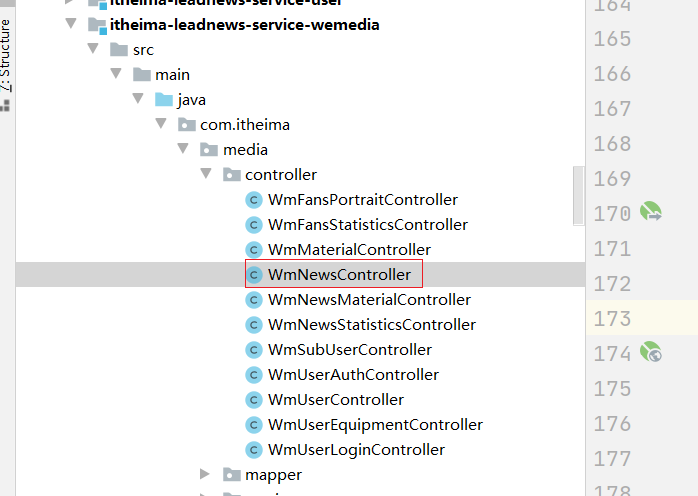 itheima-leadnews-service-user
itheima-leadnews-service-wemedia
src
main
java
com.itheima
media
controller
WmFansPortraitController
WmFansStatisticsController
WmMaterialController
WmNewsController
WmNewsMaterialController
WmNewsStatisticsController
WmSubUserController
WmUserAuthController
WmUserController
WmUserEquipmentController
WmUserLoginController
mapper
Z: Structure
164
165
166
167
168
169
170
171
172
173
174
175
176
177
178